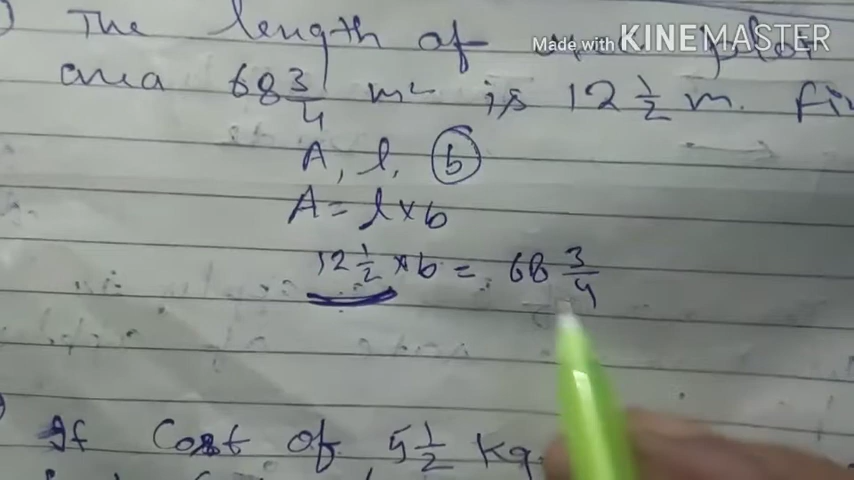 The length of plot
Made with KINEMASTER
area 68 3/4 m² is 12 1/2 m. Fi
A, l, b
A = l × b
12 1/2 × b = 68 3/4
If Cost of 5 1/2 kg